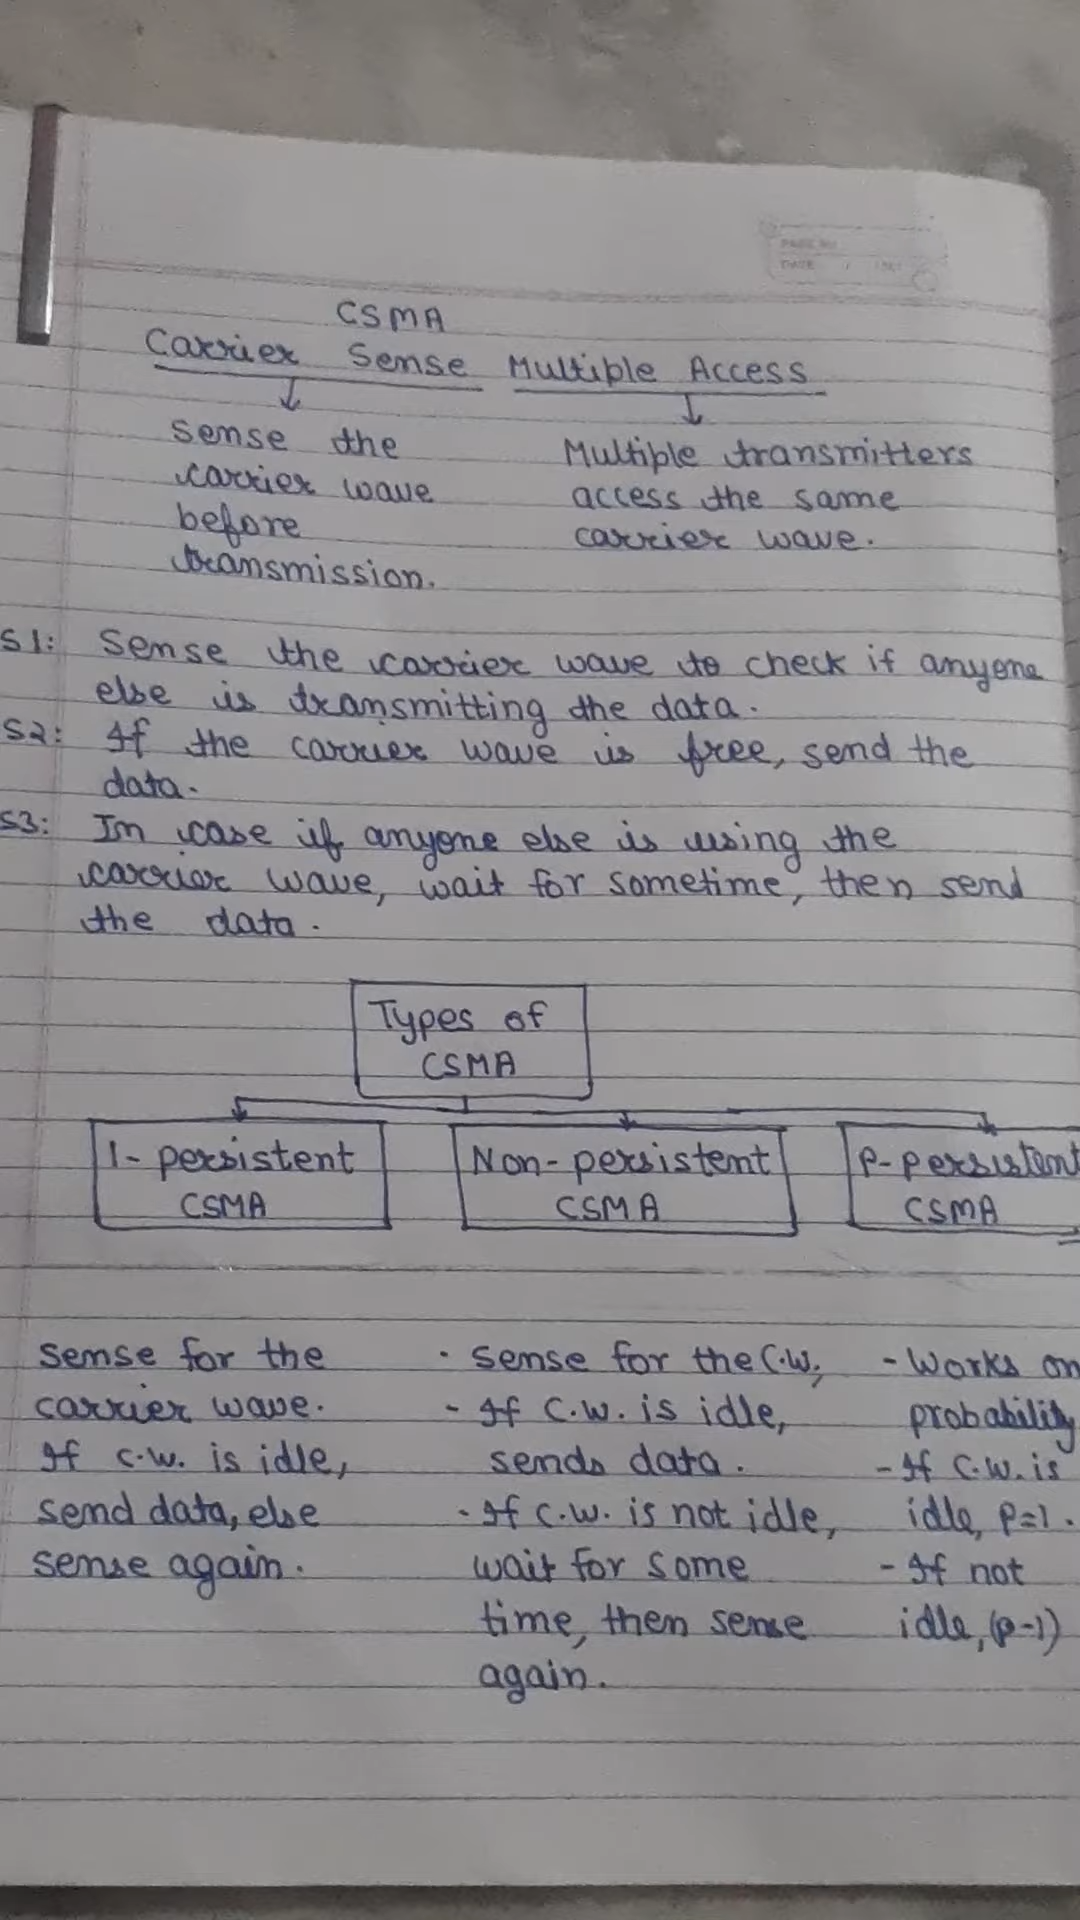 PAGE NO
DATE
CSMA
Carrier Sense Multiple Access
sense the
carrier wave
before
transmission.
Multiple transmitters
access the same
carrier wave.
S1: Sense the carrier wave to check if anyone
else is transmitting the data.
S2: If the carrier wave is free, send the
data.
S3: In case if anyone else is using the
carrier wave, wait for sometime, then send
the data.
Types of
CSMA
1-persistent
CSMA
Non-persistent
CSMA
P-persistent
CSMA
sense for the
carrier wave.
If c.w. is idle,
send data, else
sense again.
· sense for the C.W,
- If C.W. is idle,
sends data.
- If C.W. is not idle,
wait for some
time, then sense
again.
- Works on
probability
- If C.W. is
idle, P=1.
- If not
idle, (p-1)